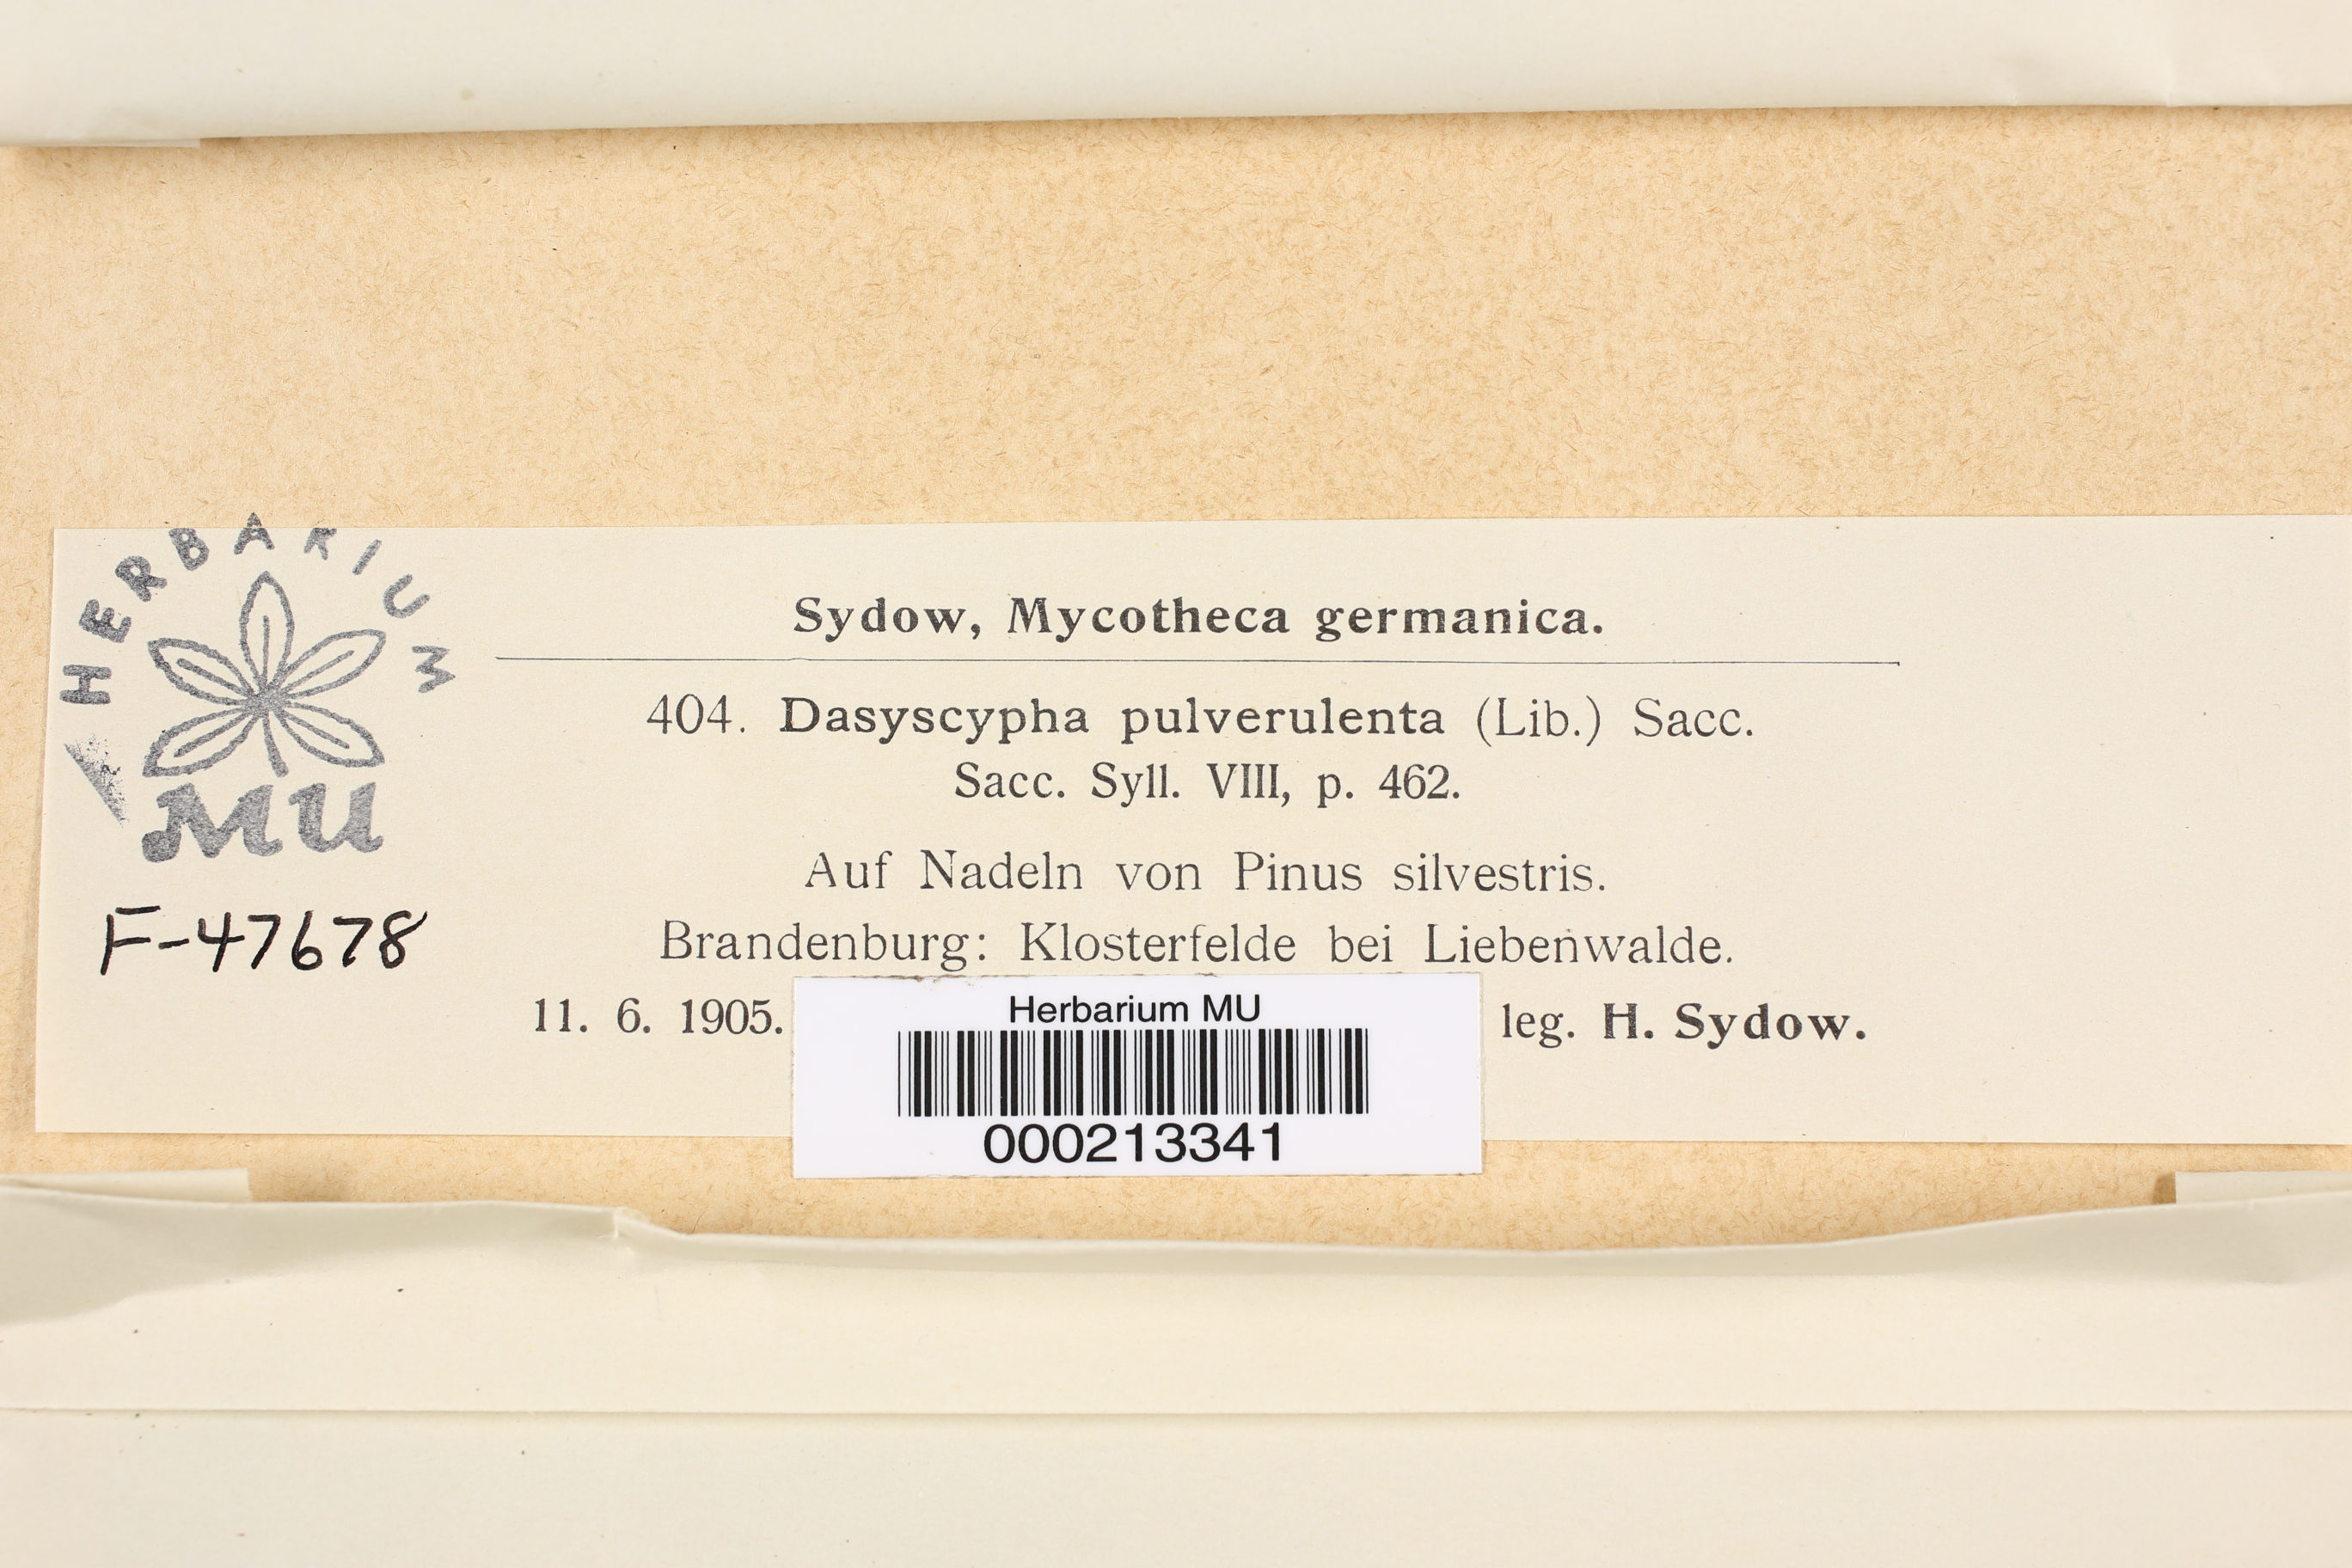 HERBARIUM
MU
F-47678
Sydow, Mycotheca germanica.
404. Dasyscypha pulverulenta (Lib.) Sacc.
Sacc. Syll. VIII, p. 462.
Auf Nadeln von Pinus silvestris.
Brandenburg: Klosterfelde bei Liebenwalde.
11. 6. 1905. leg. H. Sydow.
Herbarium MU
000213341